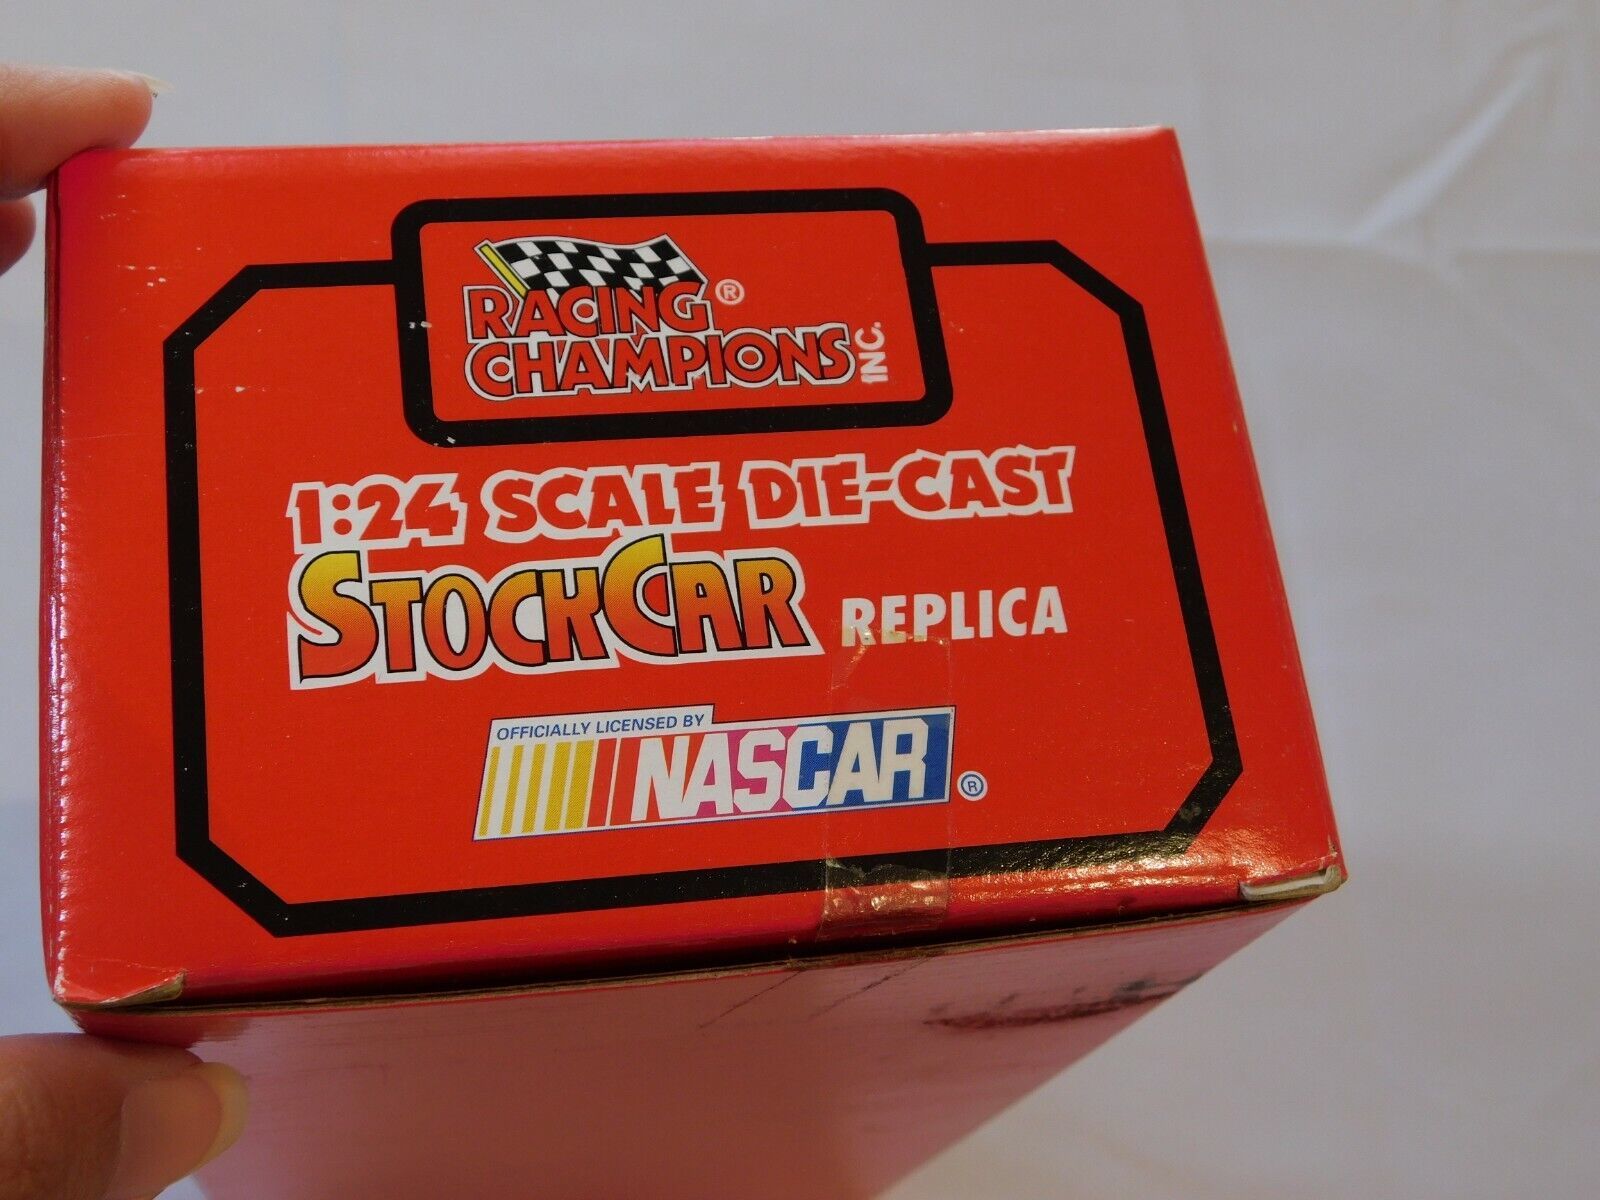 RACING ®
CHAMPIONS INC.
1:24 SCALE DIE-CAST
STOCKCAR REPLICA
OFFICIALLY LICENSED BY
NASCAR ®